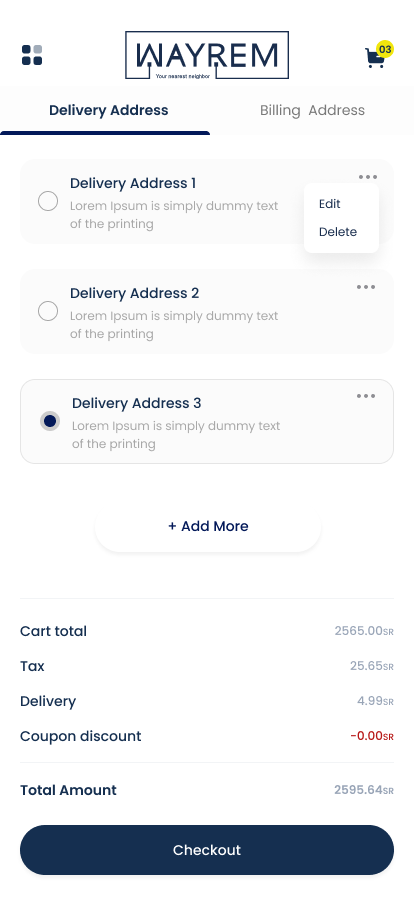 WAYREM
Your nearest neighbor
03
Delivery Address
Billing Address
Delivery Address 1
Lorem Ipsum is simply dummy text
of the printing
Edit
Delete
Delivery Address 2
Lorem Ipsum is simply dummy text
of the printing
Delivery Address 3
Lorem Ipsum is simply dummy text
of the printing
+ Add More
Cart total 2565.00SR
Tax 25.65SR
Delivery 4.99SR
Coupon discount -0.00SR
Total Amount 2595.64SR
Checkout